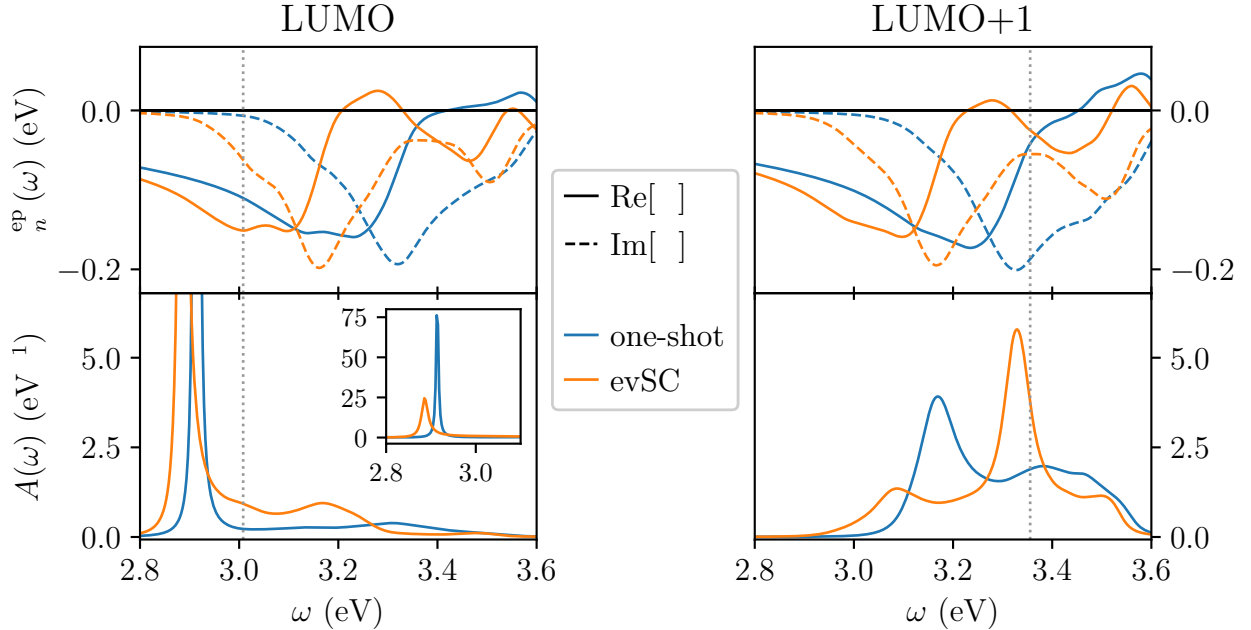 LUMO
LUMO+1
0.0
−0.2
ep n (ω) (eV)
0.0
−0.2
Re[ ]
Im[ ]
one-shot
evSC
5.0
2.5
0.0
A(ω) (eV 1)
75
50
25
0
2.8 3.0
5.0
2.5
0.0
2.8 3.0 3.2 3.4 3.6
2.8 3.0 3.2 3.4 3.6
ω (eV)
ω (eV)